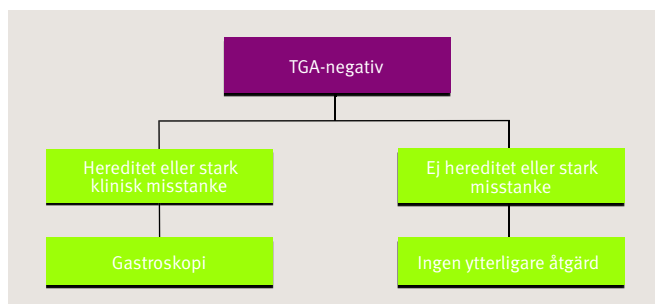 TGA-negativ
Hereditet eller stark
klinisk misstanke
Ej hereditet eller stark
misstanke
Gastroskopi
Ingen ytterligare åtgärd